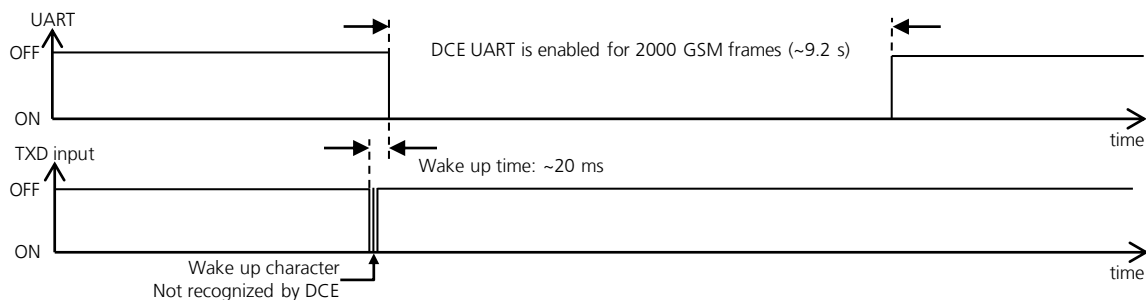 UART
OFF
DCE UART is enabled for 2000 GSM frames (~9.2 s)
ON
time
TXD input
Wake up time: ~20 ms
OFF
ON
Wake up character
time
Not recognized by DCE